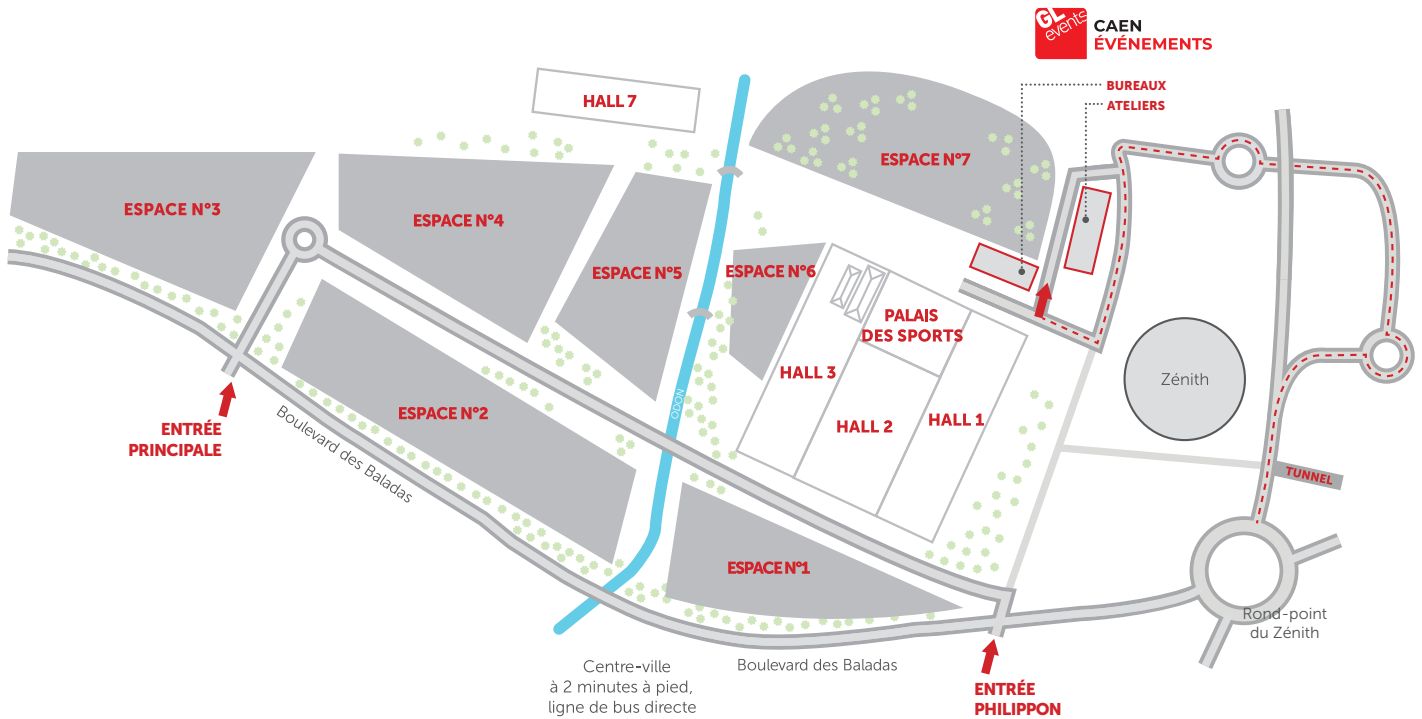 GL
events
CAEN
ÉVÉNEMENTS
BUREAUX
ATELIERS
HALL 7
ESPACE N°7
ESPACE N°3
ESPACE N°4
ESPACE N°5
ESPACE N°6
PALAIS
DES SPORTS
HALL 3
HALL 2
HALL 1
Zénith
ODON
ESPACE N°2
ENTRÉE
PRINCIPALE
Boulevard des Baladas
TUNNEL
ESPACE N°1
Rond-point
du Zénith
Centre-ville
à 2 minutes à pied,
ligne de bus directe
Boulevard des Baladas
ENTRÉE
PHILIPPON